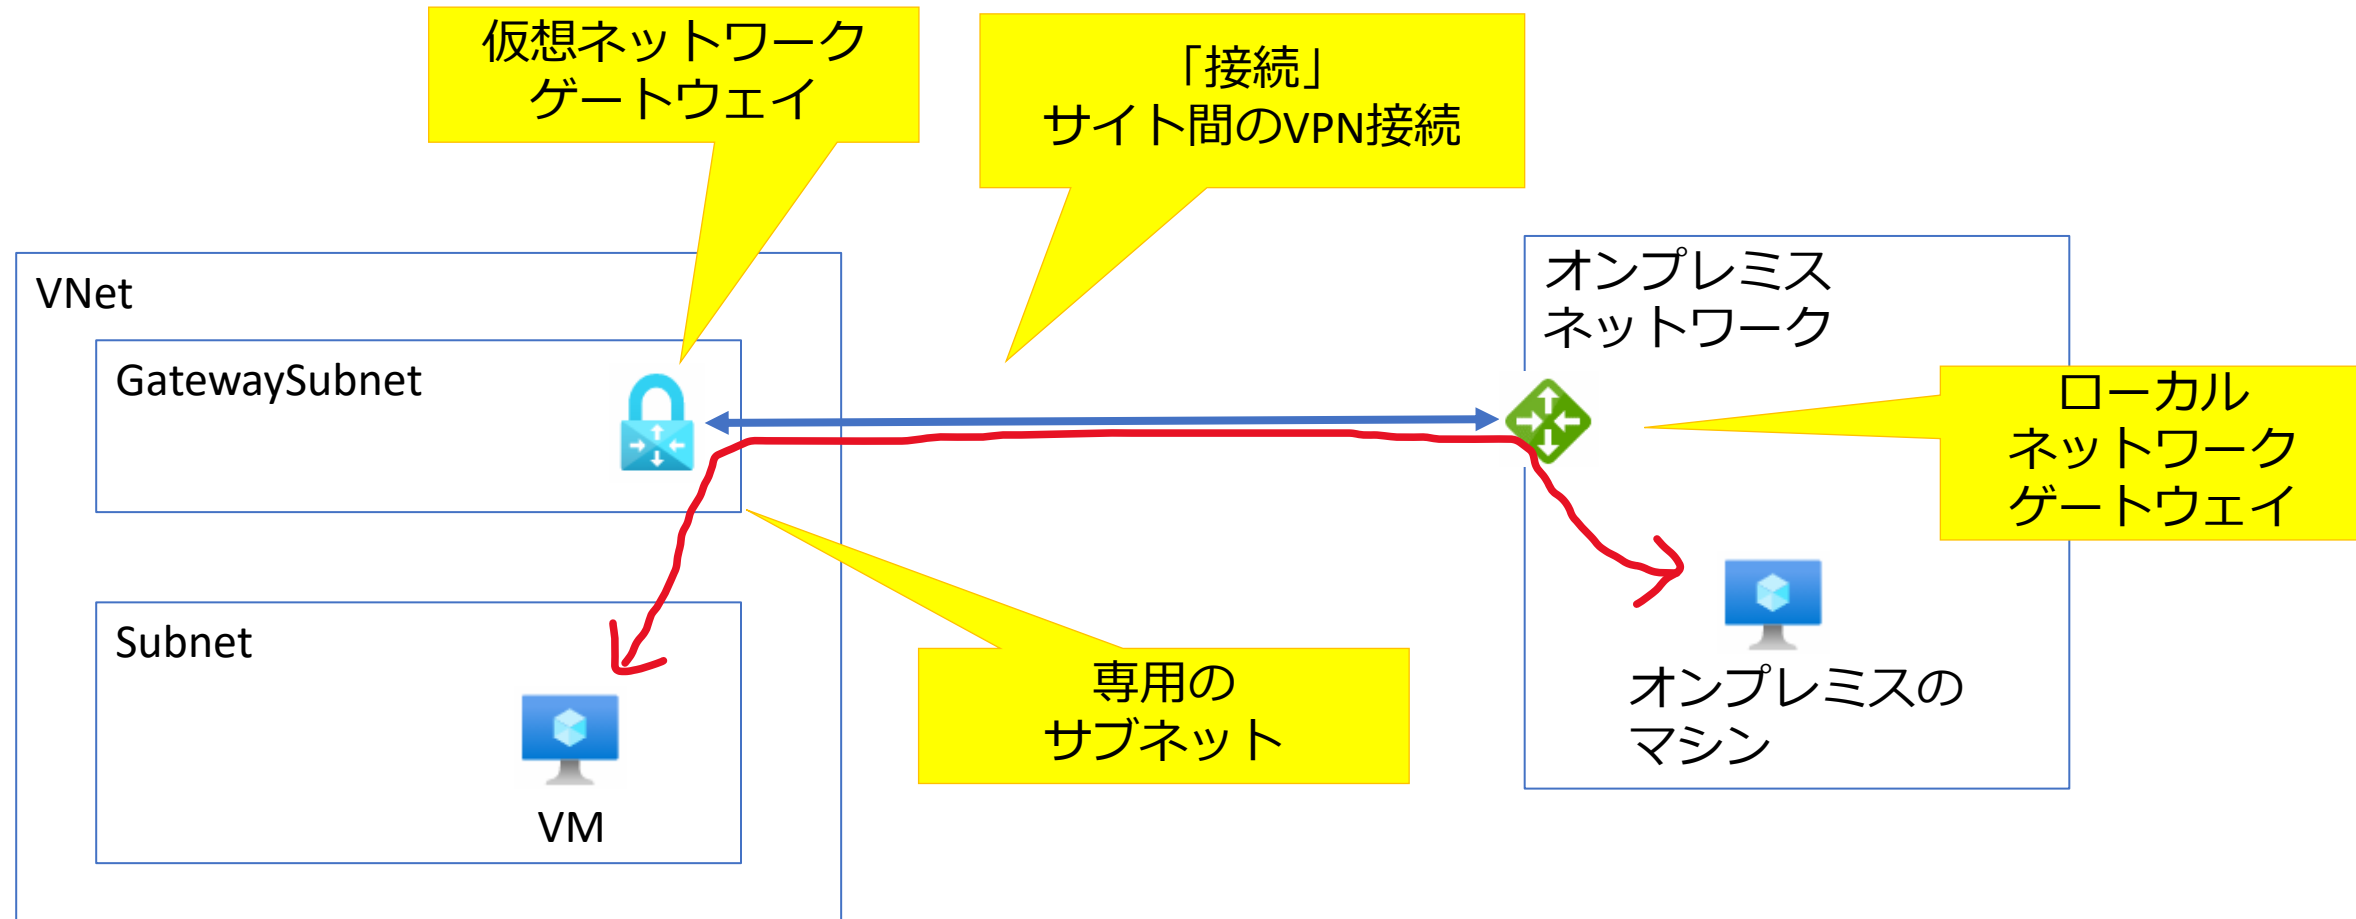 仮想ネットワーク
ゲートウェイ
「接続」
サイト間のVPN接続
VNet
GatewaySubnet
オンプレミス
ネットワーク
ローカル
ネットワーク
ゲートウェイ
Subnet
VM
専用の
サブネット
オンプレミスの
マシン